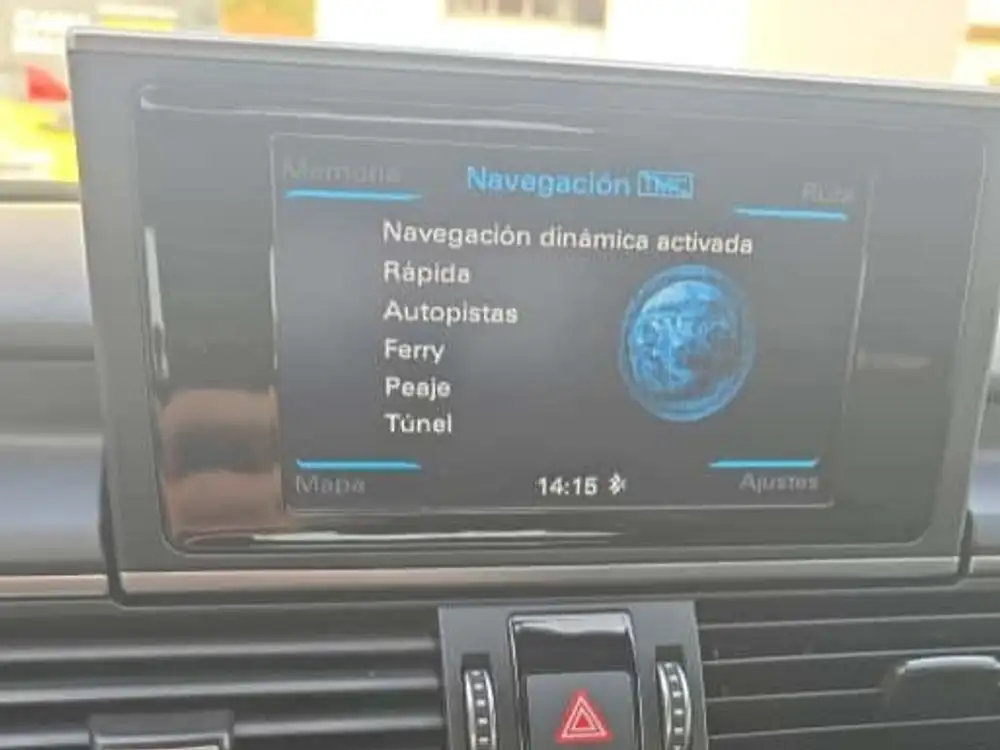 Memoria
Navegación TMC
Ruta
Navegación dinámica activada
Rápida
Autopistas
Ferry
Peaje
Túnel
Mapa
14:15
Ajustes